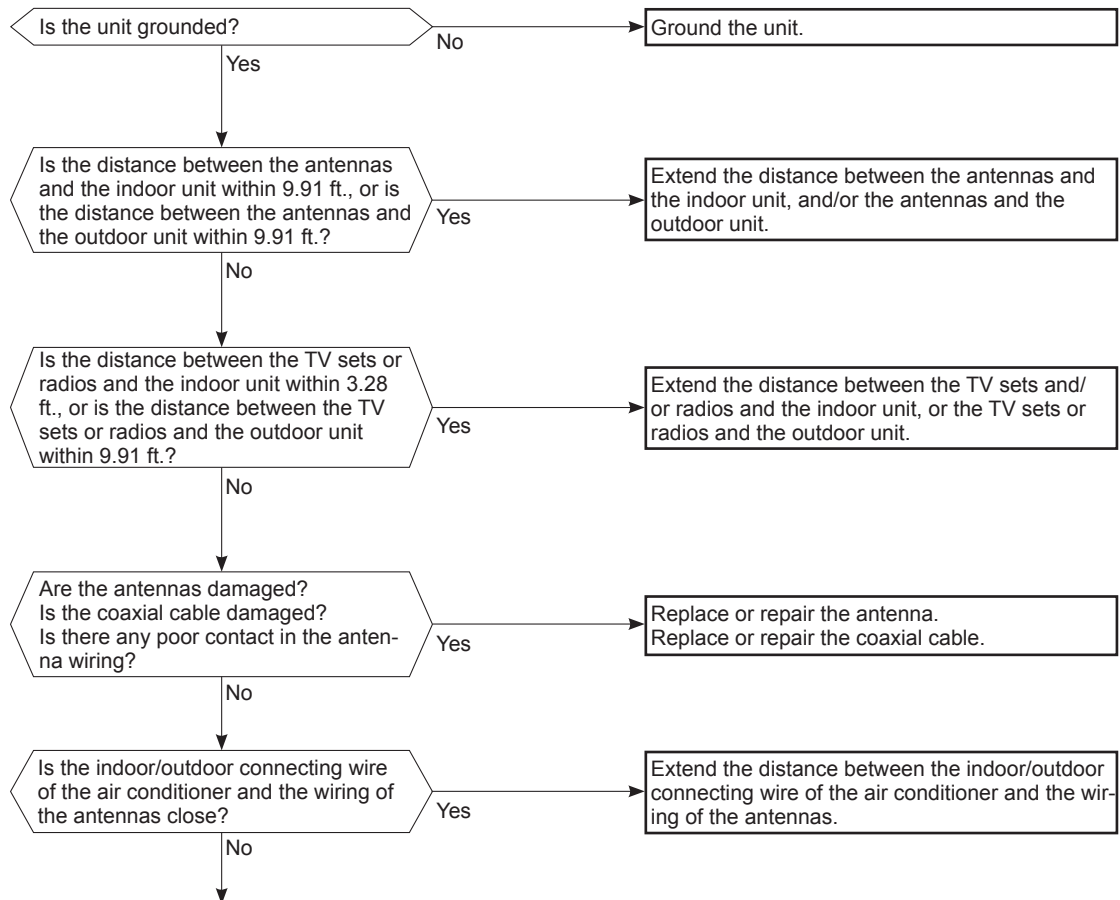 Is the unit grounded?
No
Ground the unit.
Yes
Is the distance between the antennas
and the indoor unit within 9.91 ft., or is
the distance between the antennas and
the outdoor unit within 9.91 ft.?
Yes
Extend the distance between the antennas and
the indoor unit, and/or the antennas and the
outdoor unit.
No
Is the distance between the TV sets or
radios and the indoor unit within 3.28
ft., or is the distance between the TV
sets or radios and the outdoor unit
within 9.91 ft.?
Yes
Extend the distance between the TV sets and/
or radios and the indoor unit, or the TV sets or
radios and the outdoor unit.
No
Are the antennas damaged?
Is the coaxial cable damaged?
Is there any poor contact in the anten-
na wiring?
Yes
Replace or repair the antenna.
Replace or repair the coaxial cable.
No
Is the indoor/outdoor connecting wire
of the air conditioner and the wiring of
the antennas close?
Yes
Extend the distance between the indoor/outdoor
connecting wire of the air conditioner and the wir-
ing of the antennas.
No